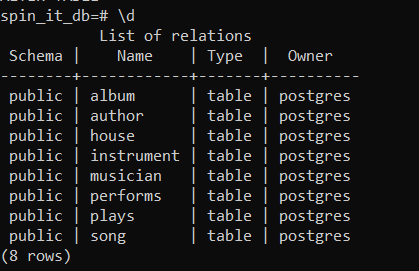 spin_it_db=# \d
            List of relations
 Schema |    Name    | Type  |  Owner
--------+------------+-------+----------
 public | album      | table | postgres
 public | author     | table | postgres
 public | house      | table | postgres
 public | instrument | table | postgres
 public | musician   | table | postgres
 public | performs   | table | postgres
 public | plays      | table | postgres
 public | song       | table | postgres
(8 rows)